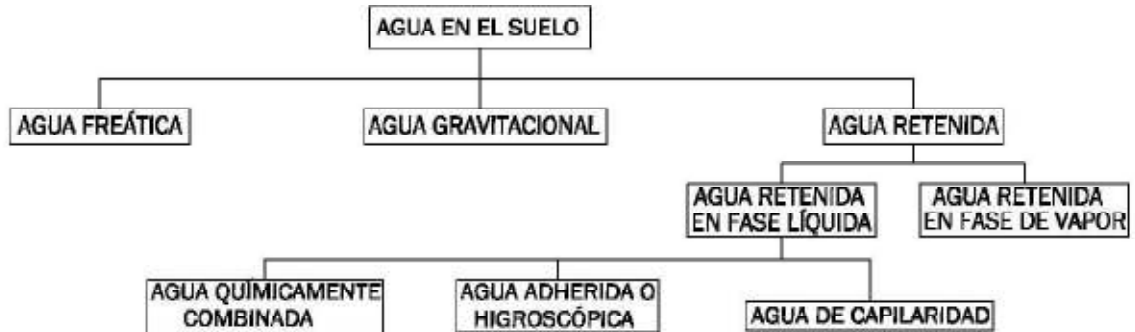 AGUA EN EL SUELO
AGUA FREÁTICA
AGUA GRAVITACIONAL
AGUA RETENIDA
AGUA RETENIDA
EN FASE LÍQUIDA
AGUA RETENIDA
EN FASE DE VAPOR
AGUA QUÍMICAMENTE
COMBINADA
AGUA ADHERIDA O
HIGROSCÓPICA
AGUA DE CAPILARIDAD